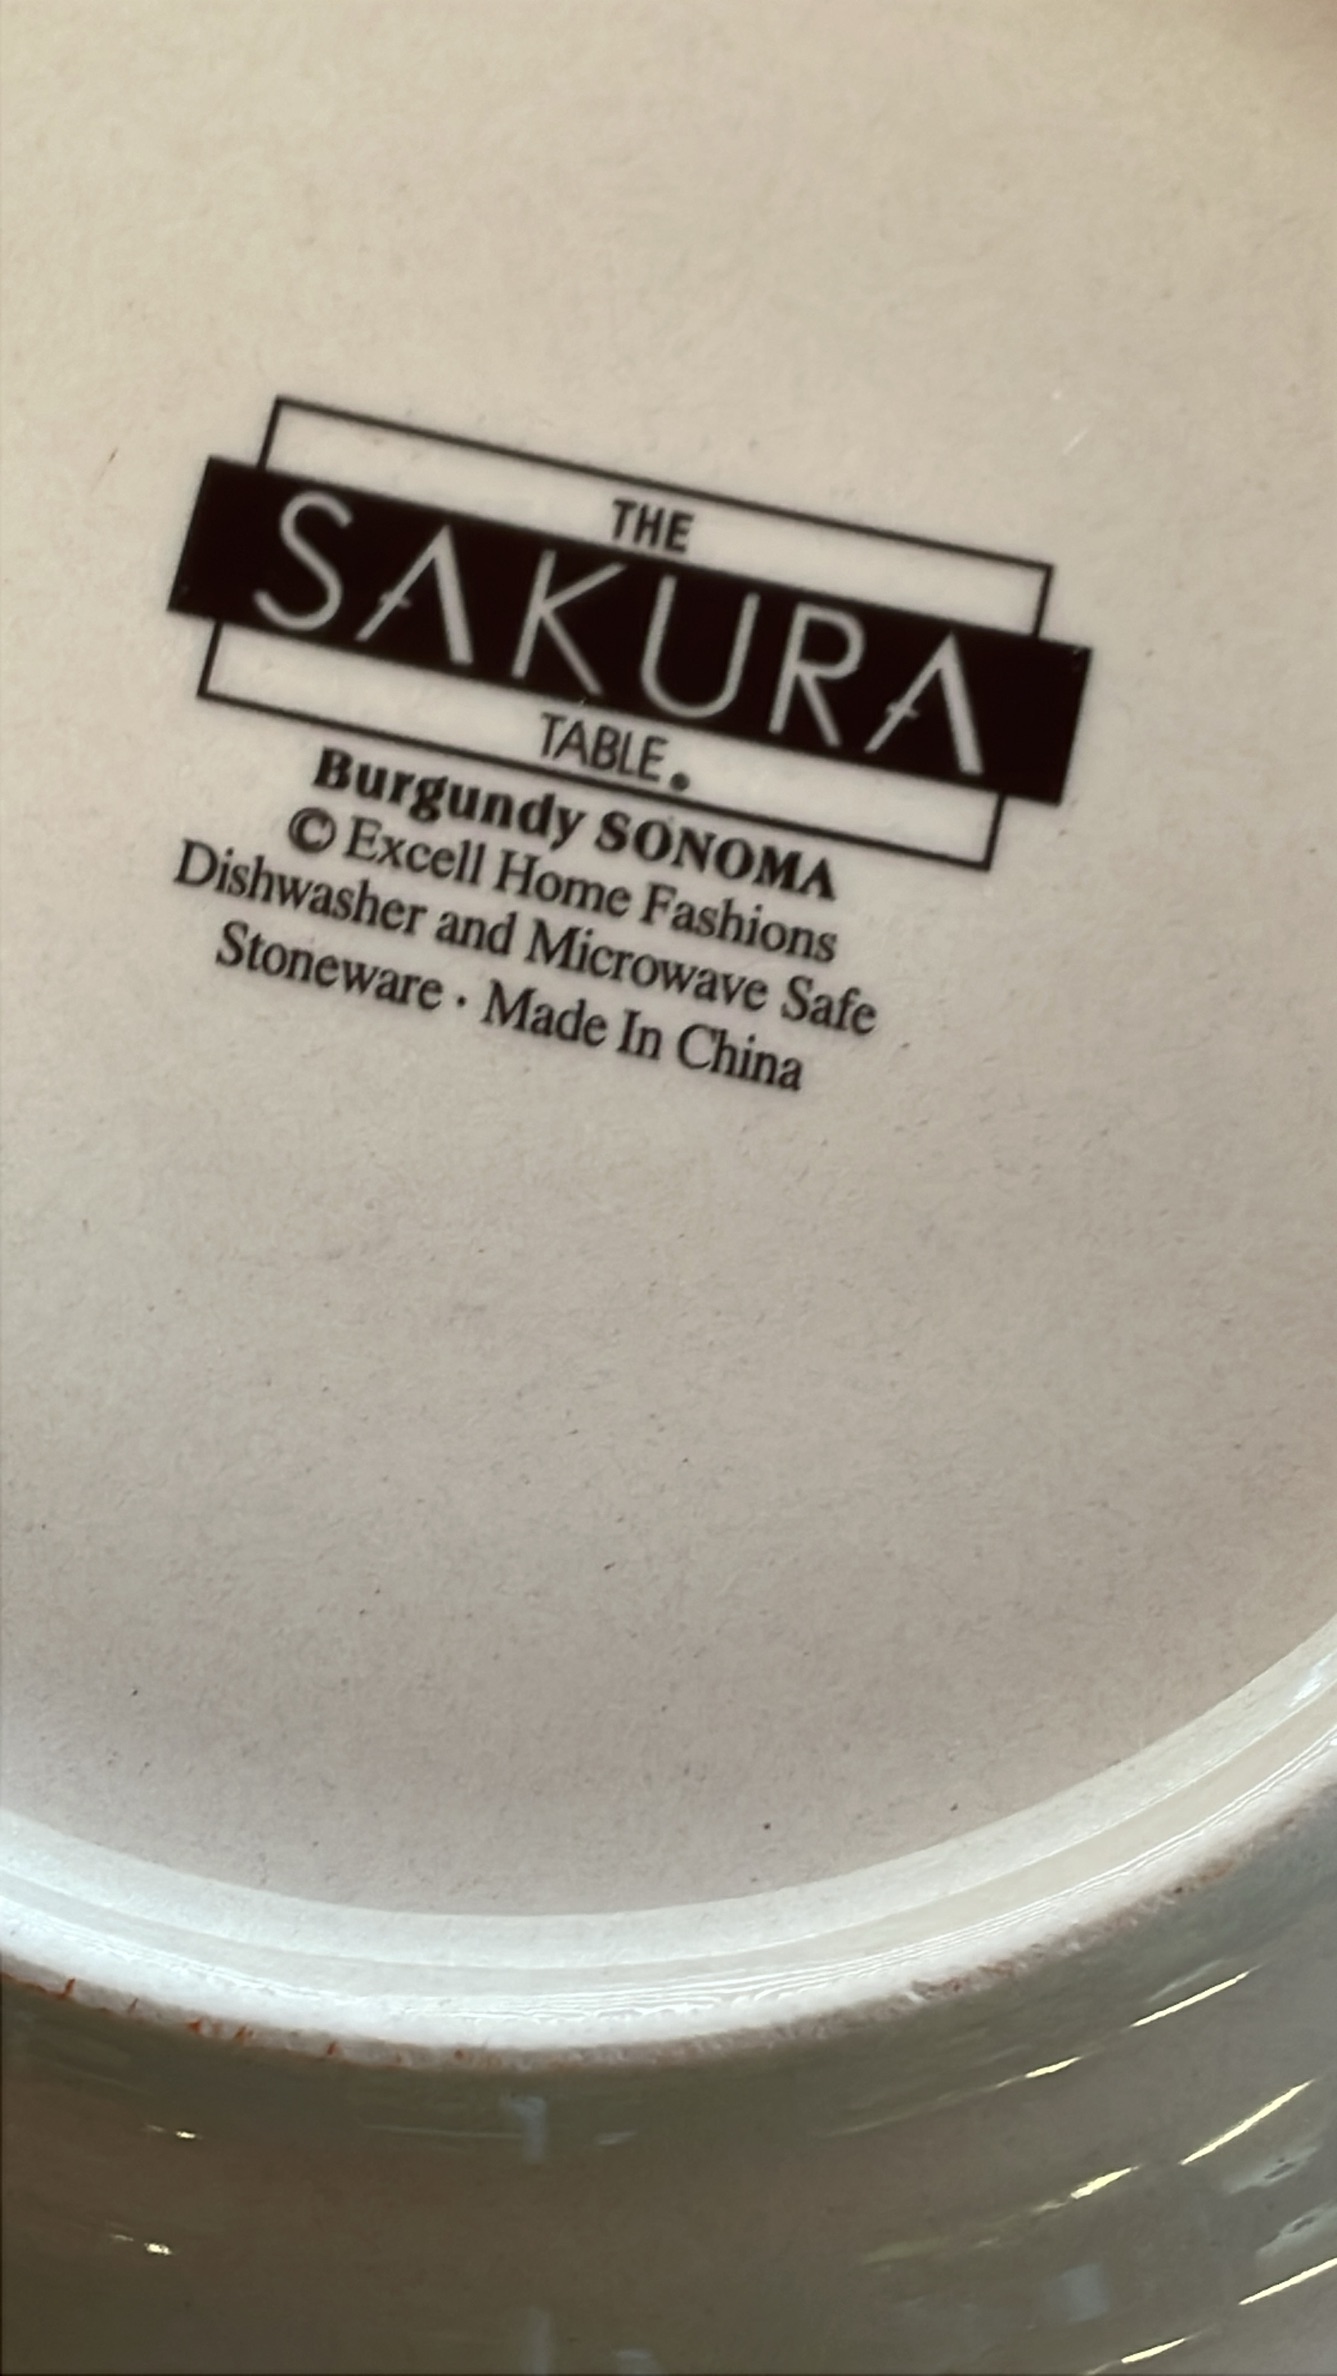 THE
SAKURA
TABLE.
Burgundy SONOMA
© Excell Home Fashions
Dishwasher and Microwave Safe
Stoneware · Made In China